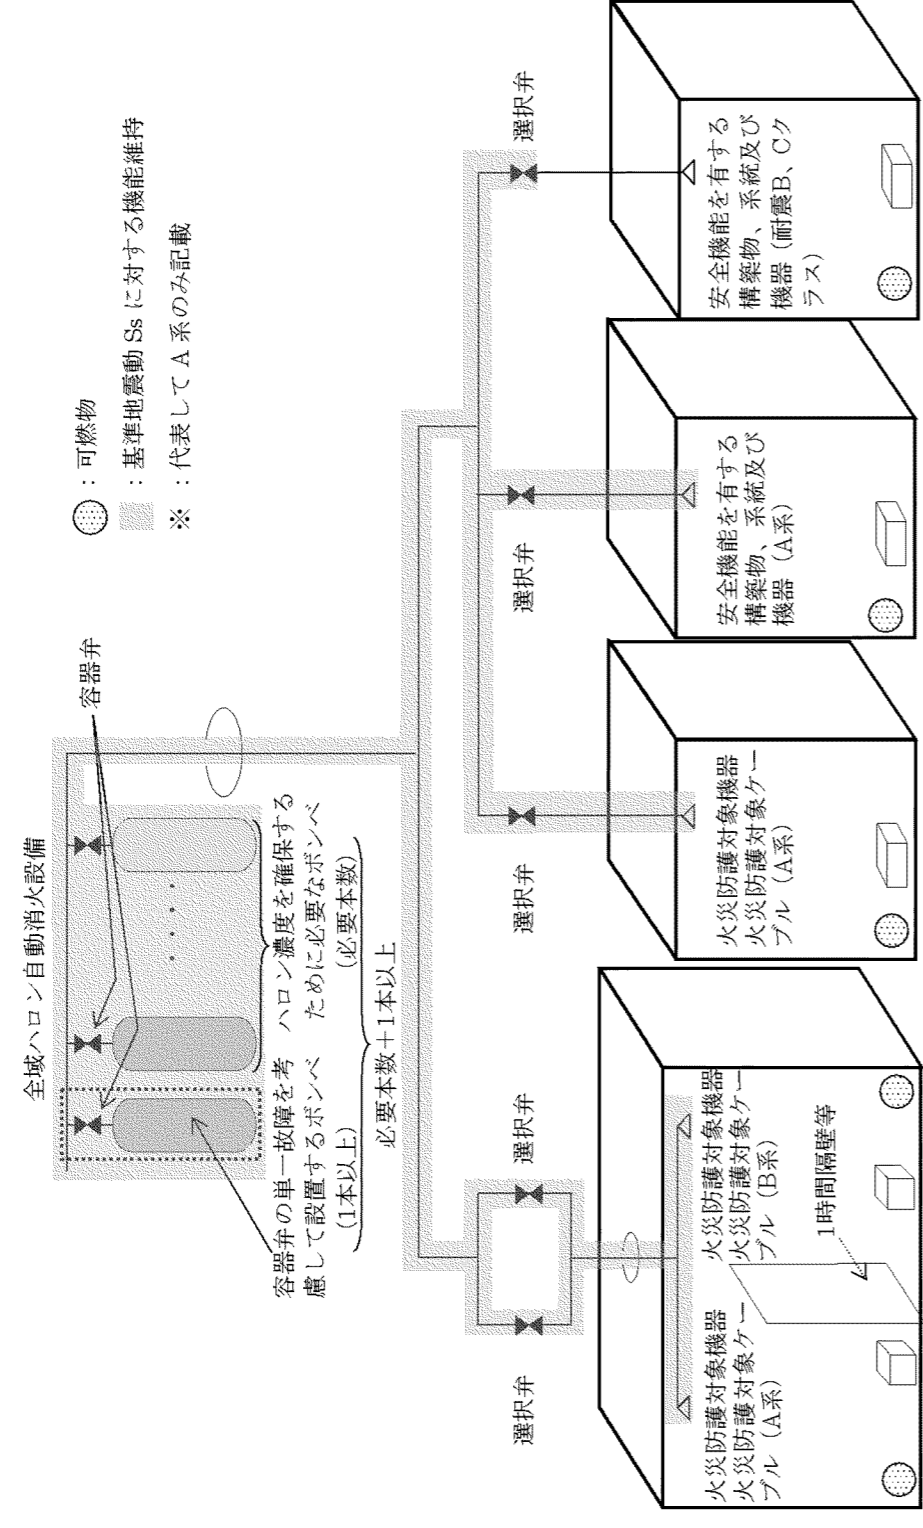 全域ハロン自動消火設備
容器弁
：可燃物
：基準地震動 Ss に対する機能維持
※：代表して A 系のみ記載
容器弁の単一故障を考
慮して設置するボンベ
（1本以上）
ハロン濃度を確保する
ために必要なボンベ
（必要本数）
必要本数＋1本以上
選択弁
選択弁
選択弁
選択弁
選択弁
火災防護対象機器
火災防護対象ケー
ブル（A系）
火災防護対象機器
火災防護対象ケー
ブル（B系）
1時間隔壁等
火災防護対象機器
火災防護対象ケー
ブル（A系）
安全機能を有する
構築物、系統及び
機器（A系）
安全機能を有する
構築物、系統及び
機器（耐震B、Cク
ラス）